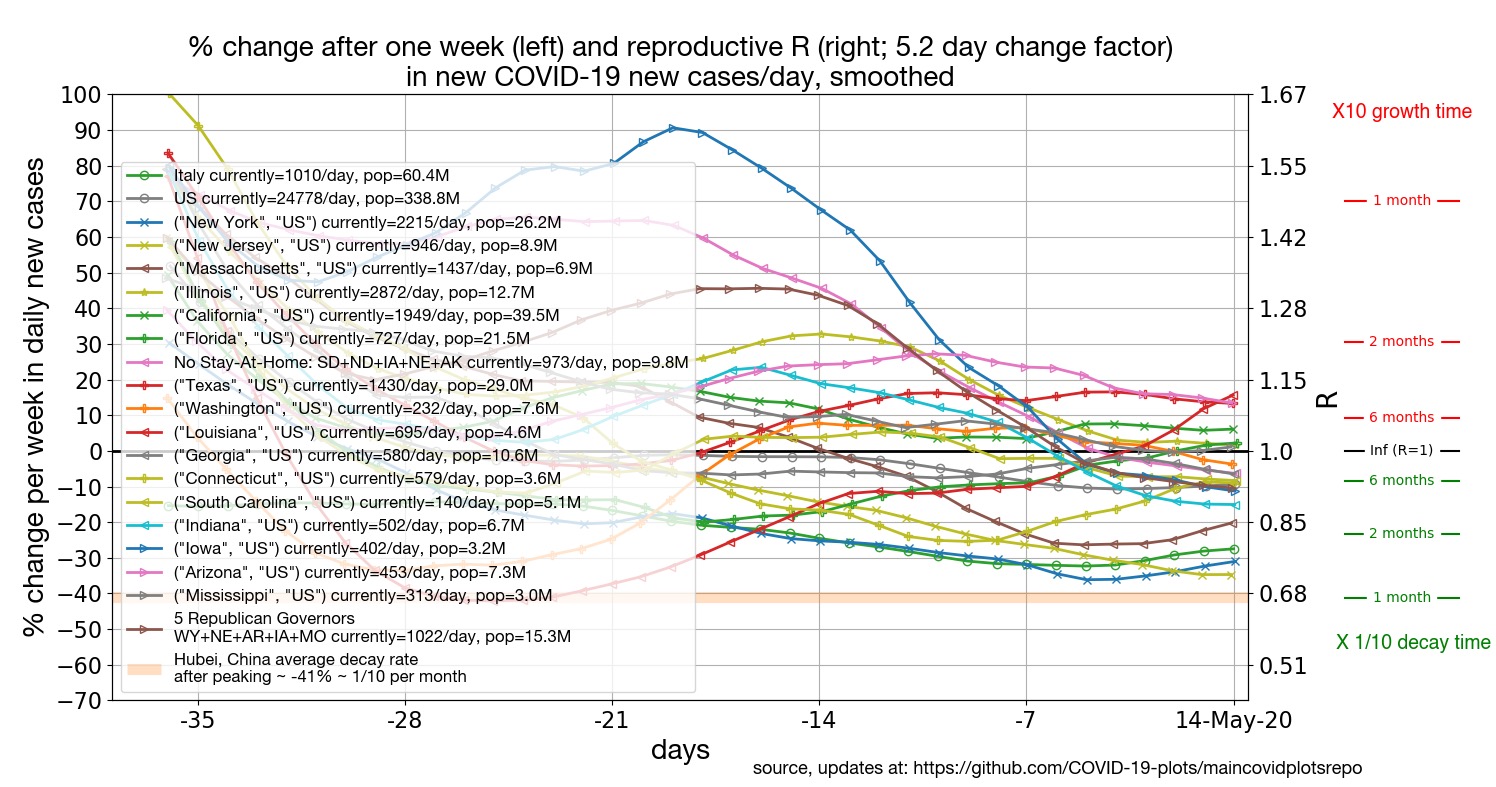 % change after one week (left) and reproductive R (right; 5.2 day change factor)
in new COVID-19 new cases/day, smoothed
% change per week in daily new cases
100
90
80
70
60
50
40
30
20
10
0
−10
−20
−30
−40
−50
−60
−70
Italy currently=1010/day, pop=60.4M
US currently=24778/day, pop=338.8M
("New York", "US") currently=2215/day, pop=26.2M
("New Jersey", "US") currently=946/day, pop=8.9M
("Massachusetts", "US") currently=1437/day, pop=6.9M
("Illinois", "US") currently=2872/day, pop=12.7M
("California", "US") currently=1949/day, pop=39.5M
("Florida", "US") currently=727/day, pop=21.5M
No Stay-At-Home: SD+ND+IA+NE+AK currently=973/day, pop=9.8M
("Texas", "US") currently=1430/day, pop=29.0M
("Washington", "US") currently=232/day, pop=7.6M
("Louisiana", "US") currently=695/day, pop=4.6M
("Georgia", "US") currently=580/day, pop=10.6M
("Connecticut", "US") currently=579/day, pop=3.6M
("South Carolina", "US") currently=140/day, pop=5.1M
("Indiana", "US") currently=502/day, pop=6.7M
("Iowa", "US") currently=402/day, pop=3.2M
("Arizona", "US") currently=453/day, pop=7.3M
("Mississippi", "US") currently=313/day, pop=3.0M
5 Republican Governors
WY+NE+AR+IA+MO currently=1022/day, pop=15.3M
Hubei, China average decay rate
after peaking ~ -41% ~ 1/10 per month
-35
-28
-21
-14
-7
14-May-20
days
1.67
1.55
1.42
1.28
1.15
1.0
0.85
0.68
0.51
R
X10 growth time
1 month
2 months
6 months
Inf (R=1)
6 months
2 months
1 month
X 1/10 decay time
source, updates at: https://github.com/COVID-19-plots/maincovidplotsrepo